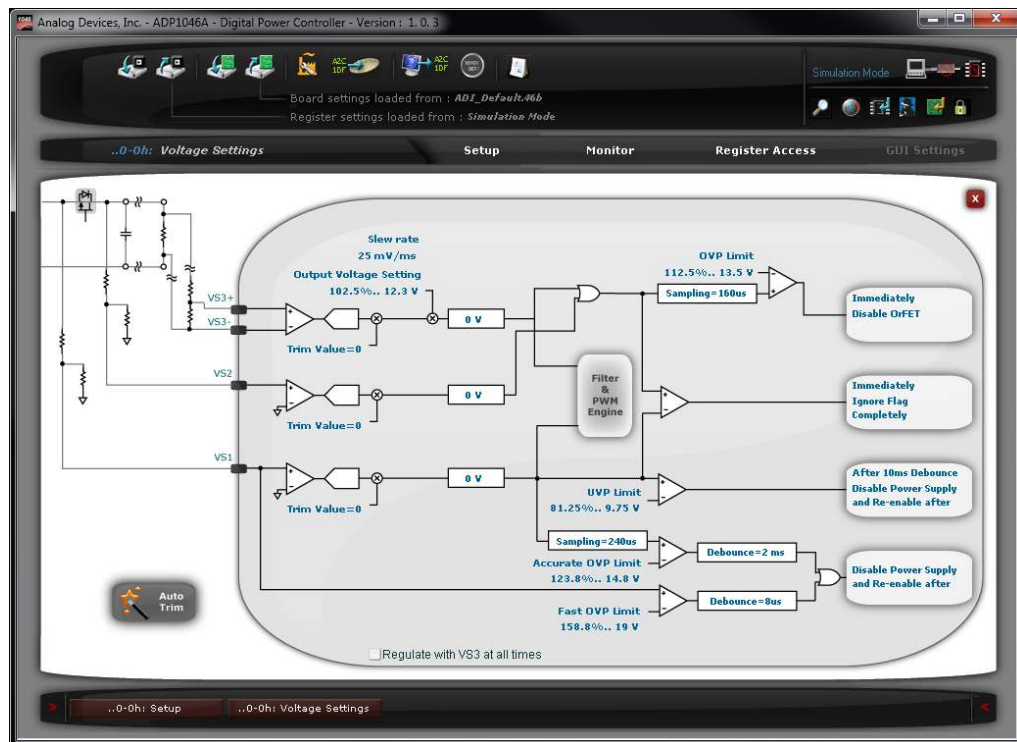 Analog Devices, Inc. - ADP1046A - Digital Power Controller - Version : 1. 0. 3
A2C
1DF
A2C
1DF
Simulation Mode
Board settings loaded from : ADI_Default.46b
Register settings loaded from : Simulation Mode
..0-0h: Voltage Settings
Setup
Monitor
Register Access
GUI Settings
X
Slew rate
25 mV/ms
Output Voltage Setting
102.5%.. 12.3 V
OVP Limit
112.5%.. 13.5 V
Sampling=160us
VS3+
VS3-
0 V
Trim Value=0
Immediately
Disable OrFET
VS2
0 V
Trim Value=0
Filter
&
PWM
Engine
Immediately
Ignore Flag
Completely
VS1
0 V
Trim Value=0
UVP Limit
81.25%.. 9.75 V
After 10ms Debounce
Disable Power Supply
and Re-enable after
Sampling=240us
Accurate OVP Limit
123.8%.. 14.8 V
Debounce=2 ms
Fast OVP Limit
158.8%.. 19 V
Debounce=8us
Disable Power Supply
and Re-enable after
Auto
Trim
Regulate with VS3 at all times
..0-0h: Setup
..0-0h: Voltage Settings